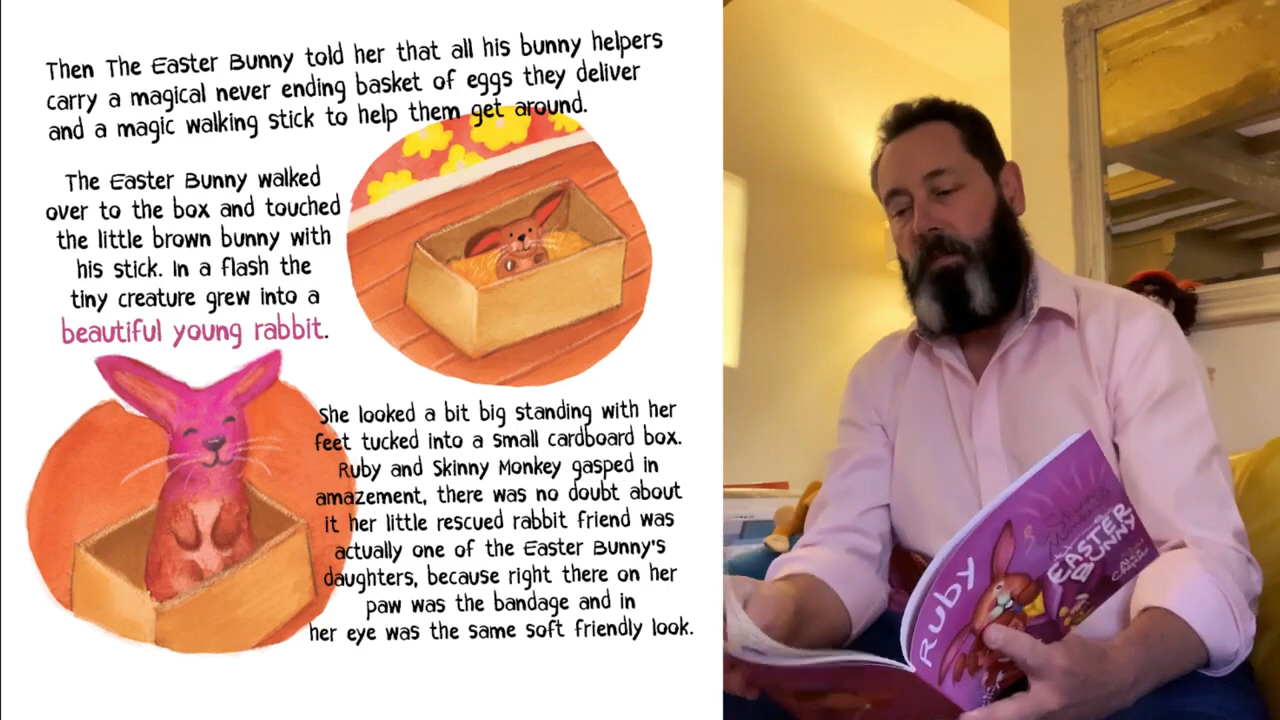 Then The Easter Bunny told her that all his bunny helpers
carry a magical never ending basket of eggs they deliver
and a magic walking stick to help them get around.
The Easter Bunny walked
over to the box and touched
the little brown bunny with
his stick. In a flash the
tiny creature grew into a
beautiful young rabbit.
She looked a bit big standing with her
feet tucked into a small cardboard box.
Ruby and Skinny Monkey gasped in
amazement, there was no doubt about
it her little rescued rabbit friend was
actually one of the Easter Bunny's
daughters, because right there on her
paw was the bandage and in
her eye was the same soft friendly look.
Ruby
EASTER
BUNNY